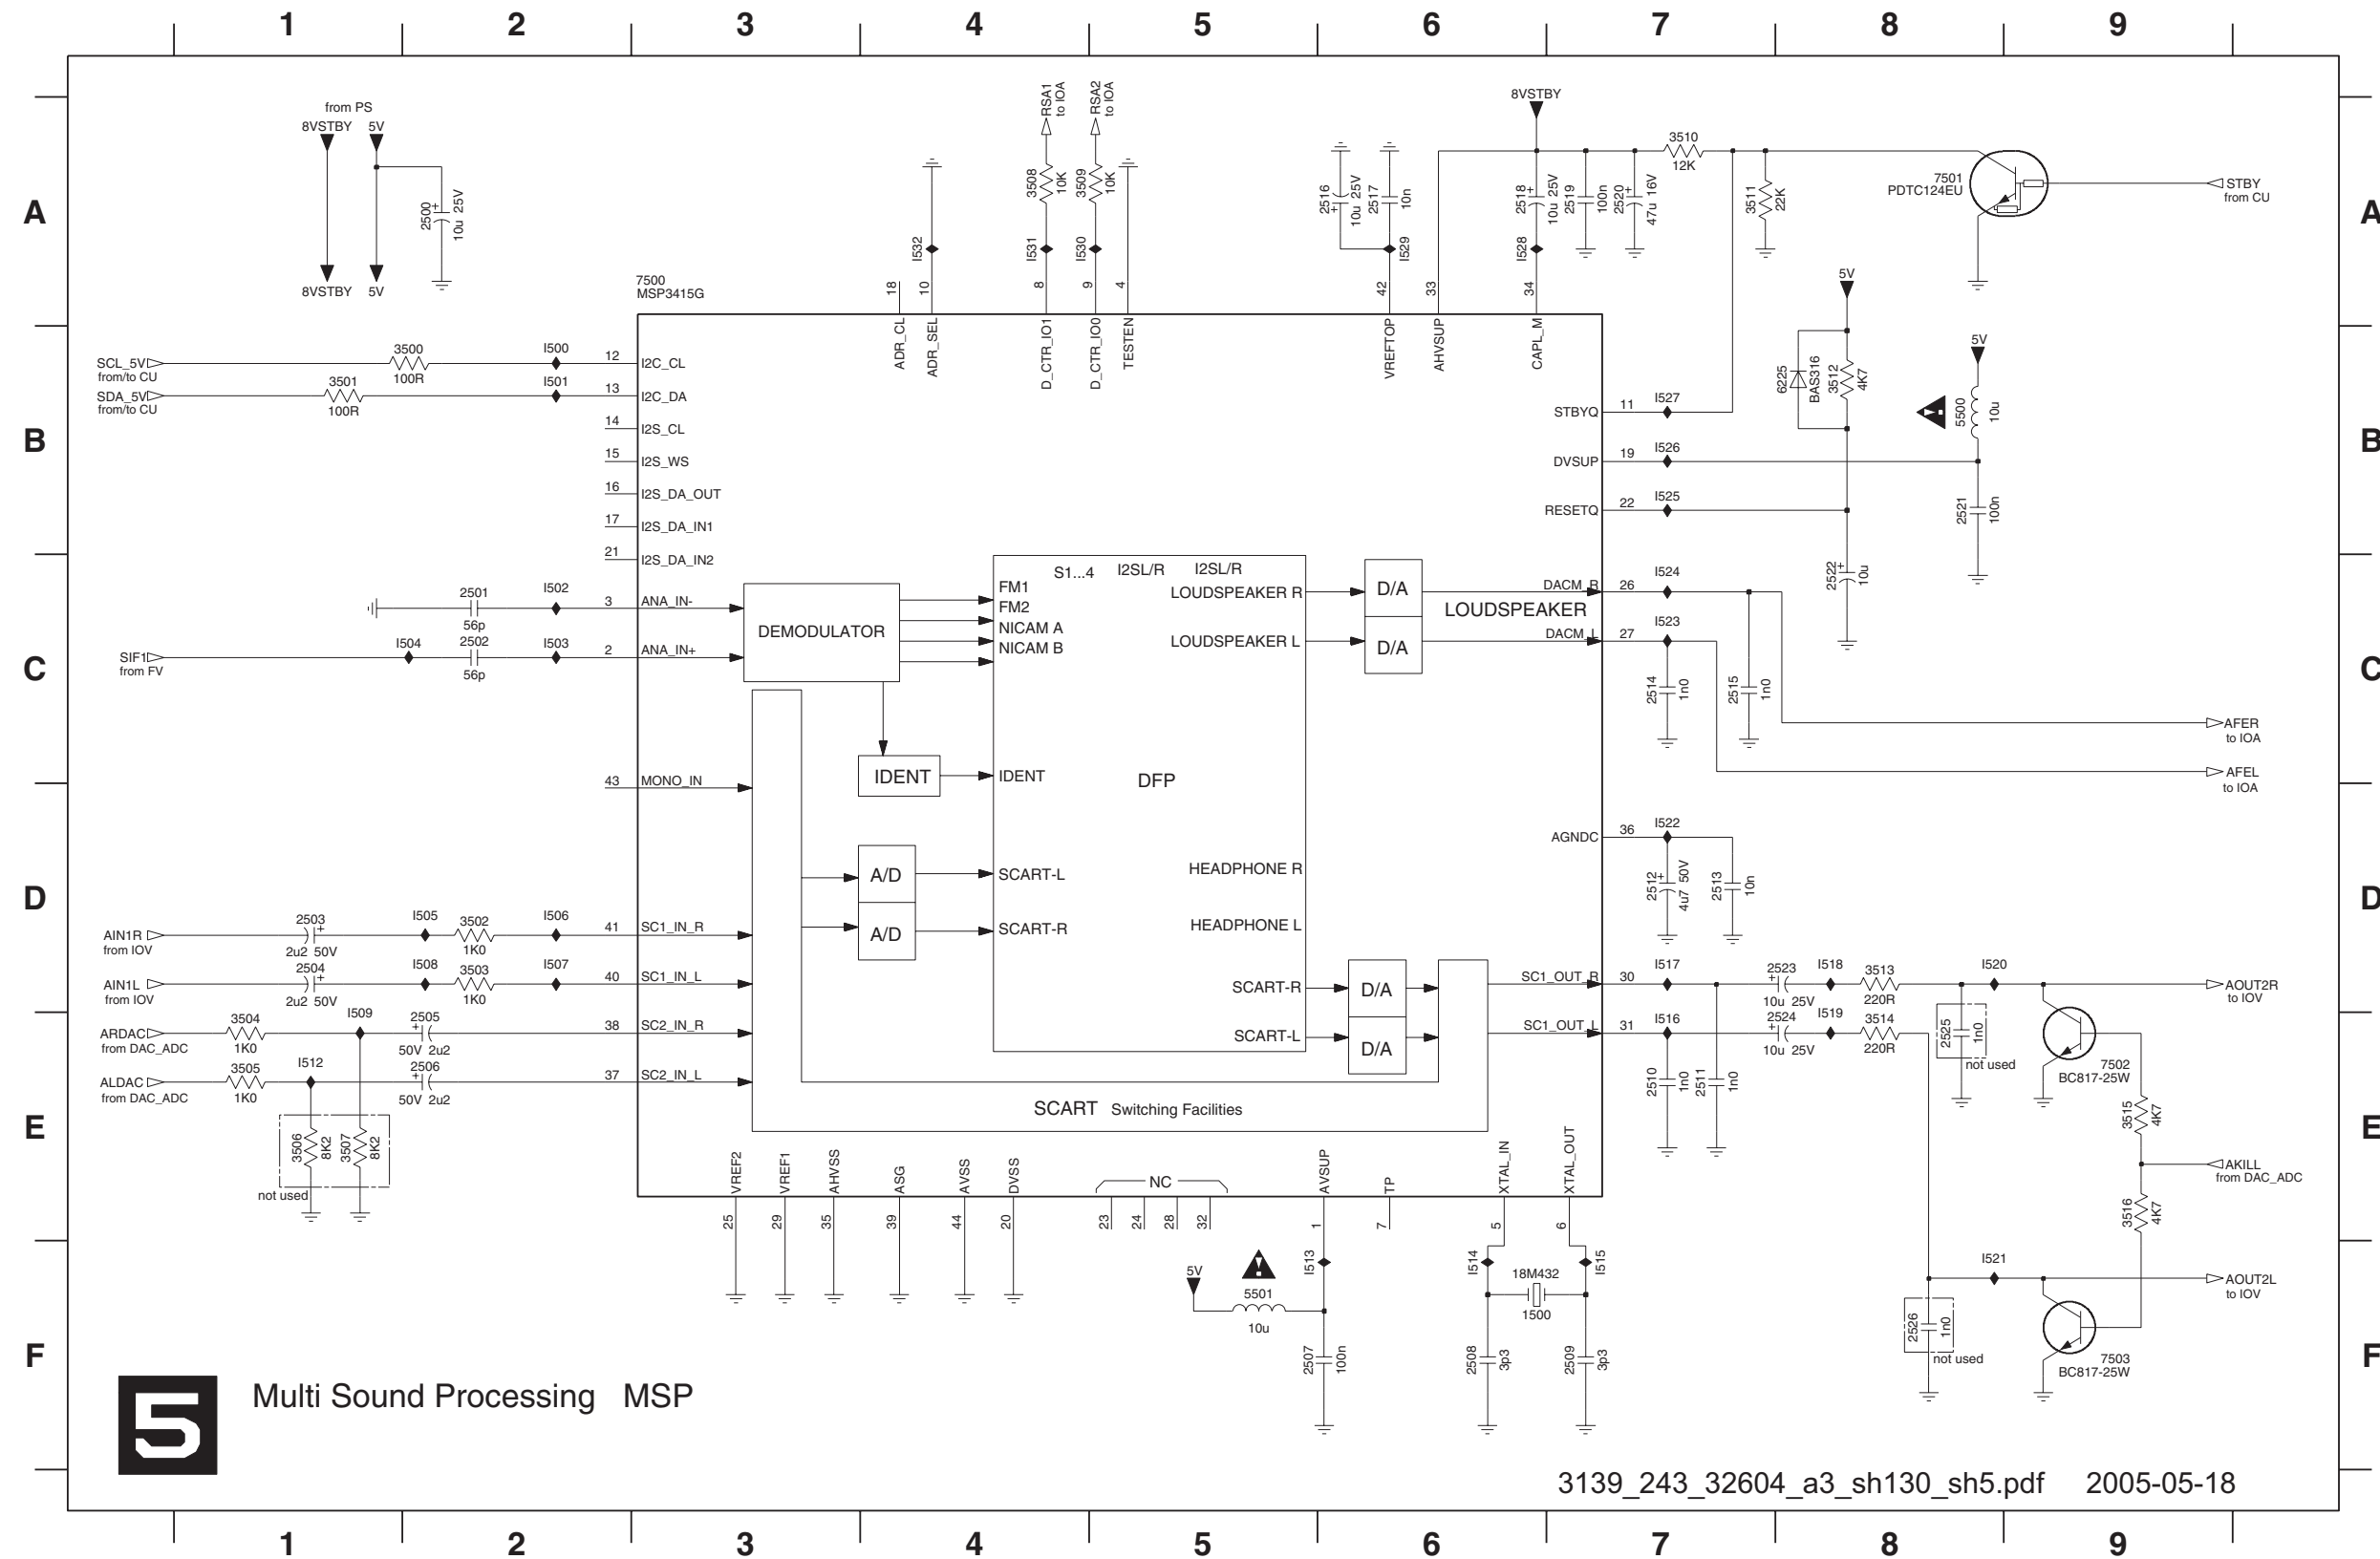 1 2 3 4 5 6 7 8 9
A A
B B
C C
D D
E E
F F
from PS
8VSTBY 5V
2500
10u 25V
8VSTBY 5V
7500
MSP3415G
SCL_5V
from/to CU
3500
100R
I500
12
I2C_CL
SDA_5V
from/to CU
3501
100R
I501
13
I2C_DA
14 I2S_CL
15 I2S_WS
16 I2S_DA_OUT
17 I2S_DA_IN1
21 I2S_DA_IN2
2501
56p
I502
3 ANA_IN-
SIF1
from FV
I504
2502
56p
I503
2 ANA_IN+
43 MONO_IN
AIN1R
from IOV
2503
2u2 50V
I505
3502
1K0
I506
41 SC1_IN_R
AIN1L
from IOV
2504
2u2 50V
I508
3503
1K0
I507
40 SC1_IN_L
ARDAC
from DAC_ADC
3504
1K0
I509
2505
50V 2u2
38 SC2_IN_R
ALDAC
from DAC_ADC
3505
1K0
I512
2506
50V 2u2
37 SC2_IN_L
3506
8K2
3507
8K2
not used
I532
18 ADR_CL
10 ADR_SEL
RSA1
to IOA
3508
10K
I531
8 D_CTR_IO1
RSA2
to IOA
3509
10K
I530
9 D_CTR_IO0
4 TESTEN
2516
10u 25V
2517
10n
I529
42 VREFTOP
33 AHVSUP
8VSTBY
2518
10u 25V
I528
34 CAPL_M
2519
100n
2520
47u 16V
3510
12K
3511
22K
7501
PDTC124EU
STBY
from CU
5V
6225
BAS316
3512
4K7
5V
5500
10u
STBYQ 11 I527
DVSUP 19 I526
RESETQ 22 I525
2521
100n
2522
10u
DEMODULATOR
FM1
FM2
NICAM A
NICAM B
S1...4 I2SL/R I2SL/R
LOUDSPEAKER R
LOUDSPEAKER L
D/A
D/A
DACM_R
LOUDSPEAKER
DACM_L
26 I524
27 I523
2514
1n0
2515
1n0
AFER
to IOA
AFEL
to IOA
IDENT
IDENT
DFP
A/D
A/D
SCART-L
SCART-R
HEADPHONE R
HEADPHONE L
SCART-R
SCART-L
D/A
D/A
AGNDC 36 I522
2512
4u7 50V
2513
10n
SC1_OUT_R 30 I517
2523
10u 25V
I518
3513
220R
I520
AOUT2R
to IOV
SC1_OUT_L 31 I516
2524
10u 25V
I519
3514
220R
2525
1n0
not used
7502
BC817-25W
2510
1n0
2511
1n0
3515
4K7
AKILL
from DAC_ADC
3516
4K7
SCART Switching Facilities
VREF2 25
VREF1 29
AHVSS 35
ASG 39
AVSS 44
DVSS 20
NC
23 24 28 32
AVSUP 1
TP 7
XTAL_IN 5
XTAL_OUT 6
5V
5501
10u
I513
2507
100n
I514
18M432
1500
I515
2508
3p3
2509
3p3
I521
AOUT2L
to IOV
2526
1n0
not used
7503
BC817-25W
5 Multi Sound Processing MSP
3139_243_32604_a3_sh130_sh5.pdf 2005-05-18
1 2 3 4 5 6 7 8 9